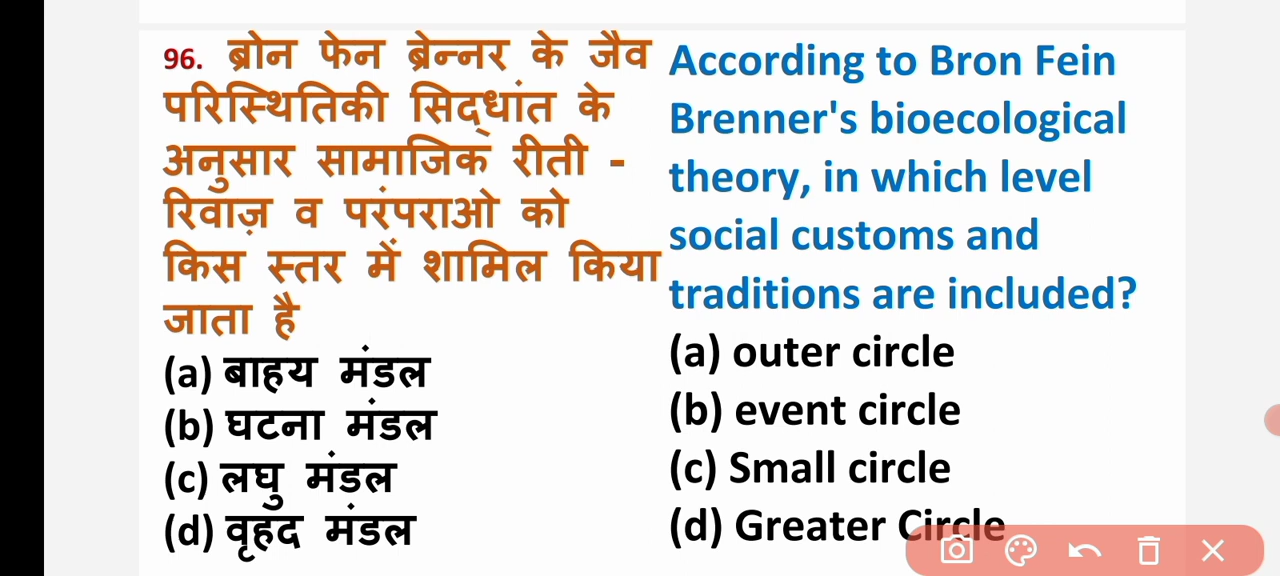 96. ब्रोन फेन ब्रेन्नर के जैव
परिस्थितिकी सिद्धांत के
अनुसार सामाजिक रीती -
रिवाज़ व परंपराओ को
किस स्तर में शामिल किया
जाता है
(a) बाहय मंडल
(b) घटना मंडल
(c) लघु मंडल
(d) वृहद मंडल
According to Bron Fein
Brenner's bioecological
theory, in which level
social customs and
traditions are included?
(a) outer circle
(b) event circle
(c) Small circle
(d) Greater Circle